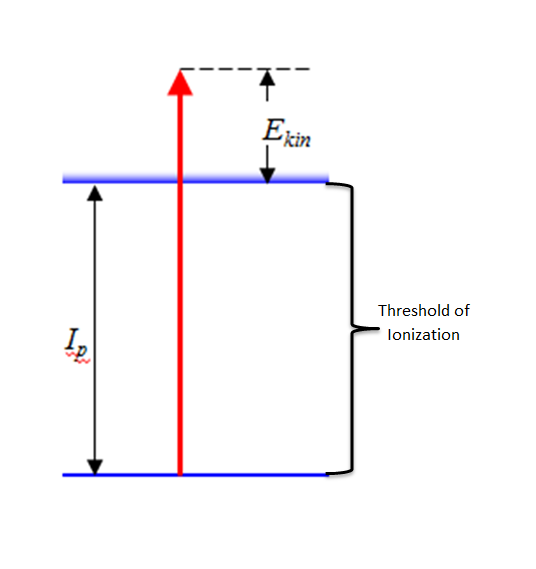 Ekin
Ip
Threshold of
Ionization